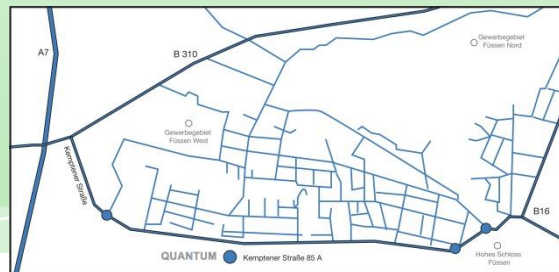 A7
B 310
Gewerbegebiet
Füssen Nord
Gewerbegebiet
Füssen West
Kemptener Straße
B16
QUANTUM Kemptener Straße 85 A
Hohes Schloss
Füssen